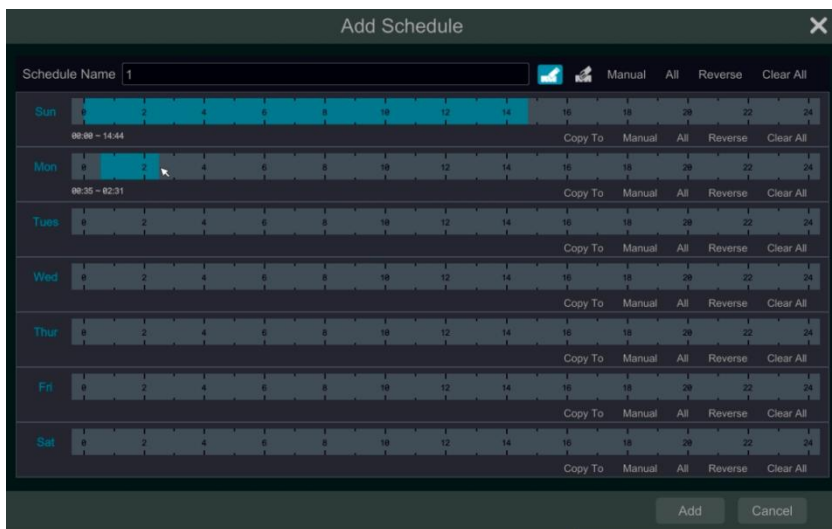 Add Schedule
Schedule Name 1 Manual All Reverse Clear All
Sun 0 2 4 6 8 10 12 14 16 18 20 22 24
00:00 ~ 14:44 Copy To Manual All Reverse Clear All
Mon 0 2 4 6 8 10 12 14 16 18 20 22 24
00:35 ~ 02:31 Copy To Manual All Reverse Clear All
Tues 0 2 4 6 8 10 12 14 16 18 20 22 24
Copy To Manual All Reverse Clear All
Wed 0 2 4 6 8 10 12 14 16 18 20 22 24
Copy To Manual All Reverse Clear All
Thur 0 2 4 6 8 10 12 14 16 18 20 22 24
Copy To Manual All Reverse Clear All
Fri 0 2 4 6 8 10 12 14 16 18 20 22 24
Copy To Manual All Reverse Clear All
Sat 0 2 4 6 8 10 12 14 16 18 20 22 24
Copy To Manual All Reverse Clear All
Add Cancel